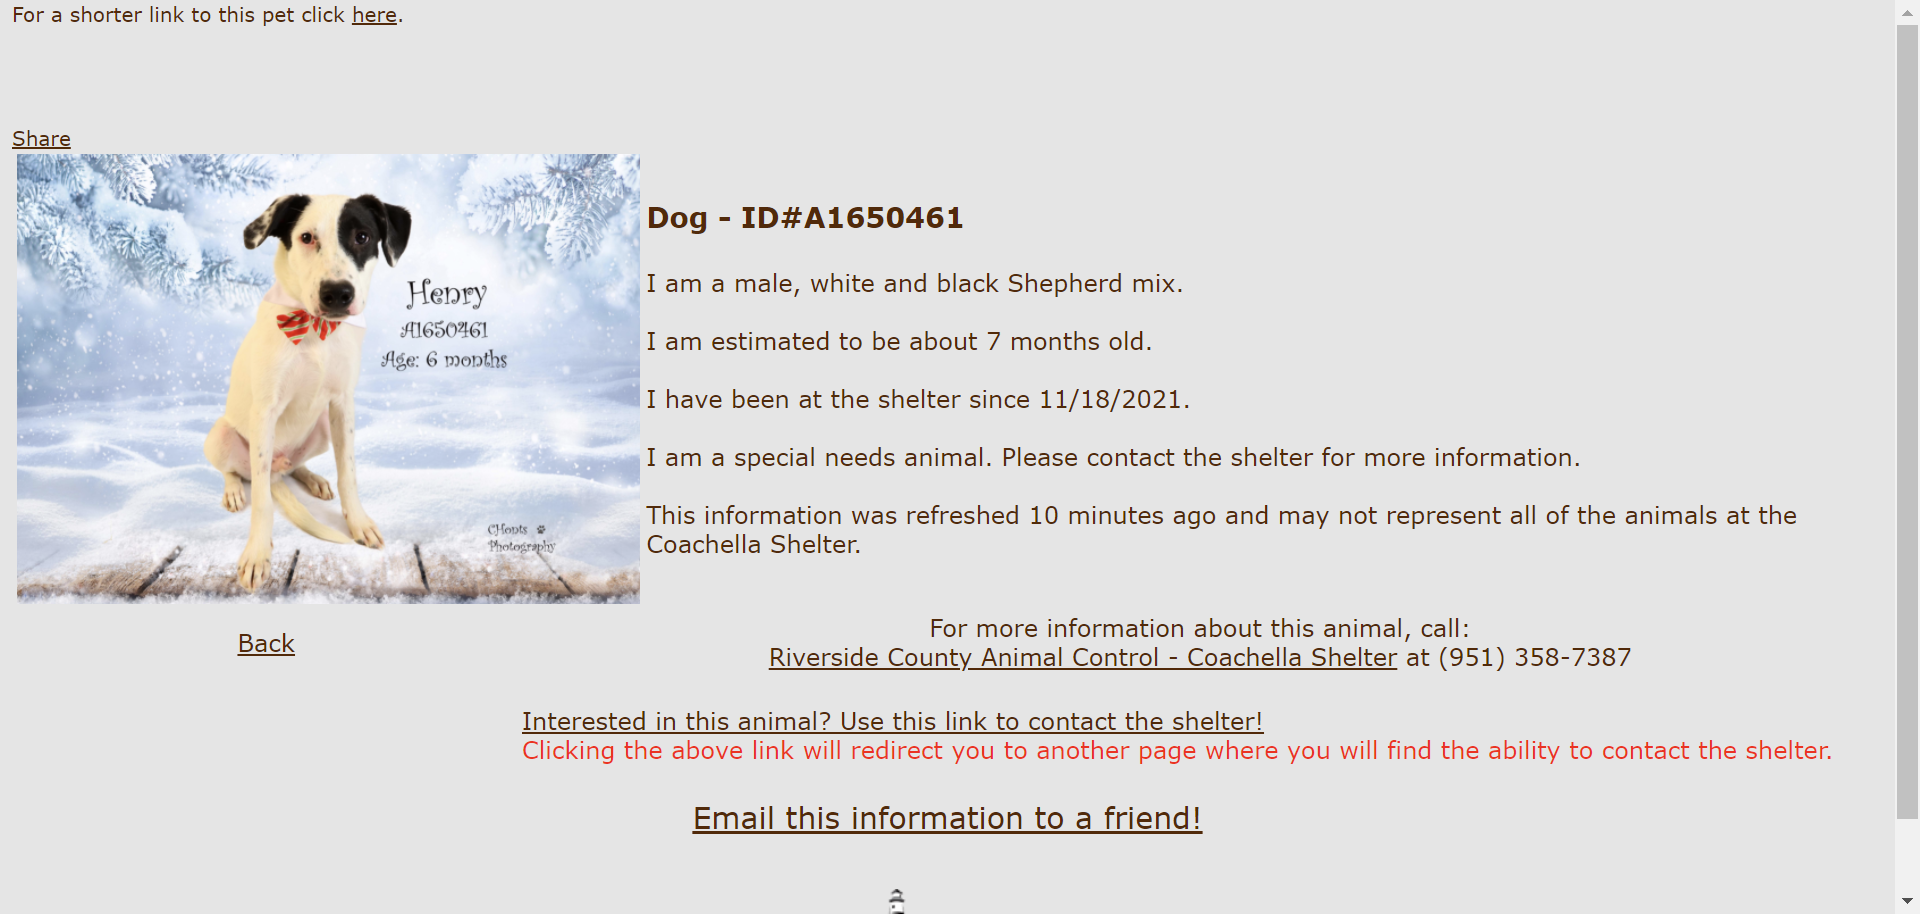 For a shorter link to this pet click here.
Share
Henry
A1650461
Age: 6 months
CHonts
Photography
Dog - ID#A1650461
I am a male, white and black Shepherd mix.
I am estimated to be about 7 months old.
I have been at the shelter since 11/18/2021.
I am a special needs animal. Please contact the shelter for more information.
This information was refreshed 10 minutes ago and may not represent all of the animals at the
Coachella Shelter.
Back
For more information about this animal, call:
Riverside County Animal Control - Coachella Shelter at (951) 358-7387
Interested in this animal? Use this link to contact the shelter!
Clicking the above link will redirect you to another page where you will find the ability to contact the shelter.
Email this information to a friend!